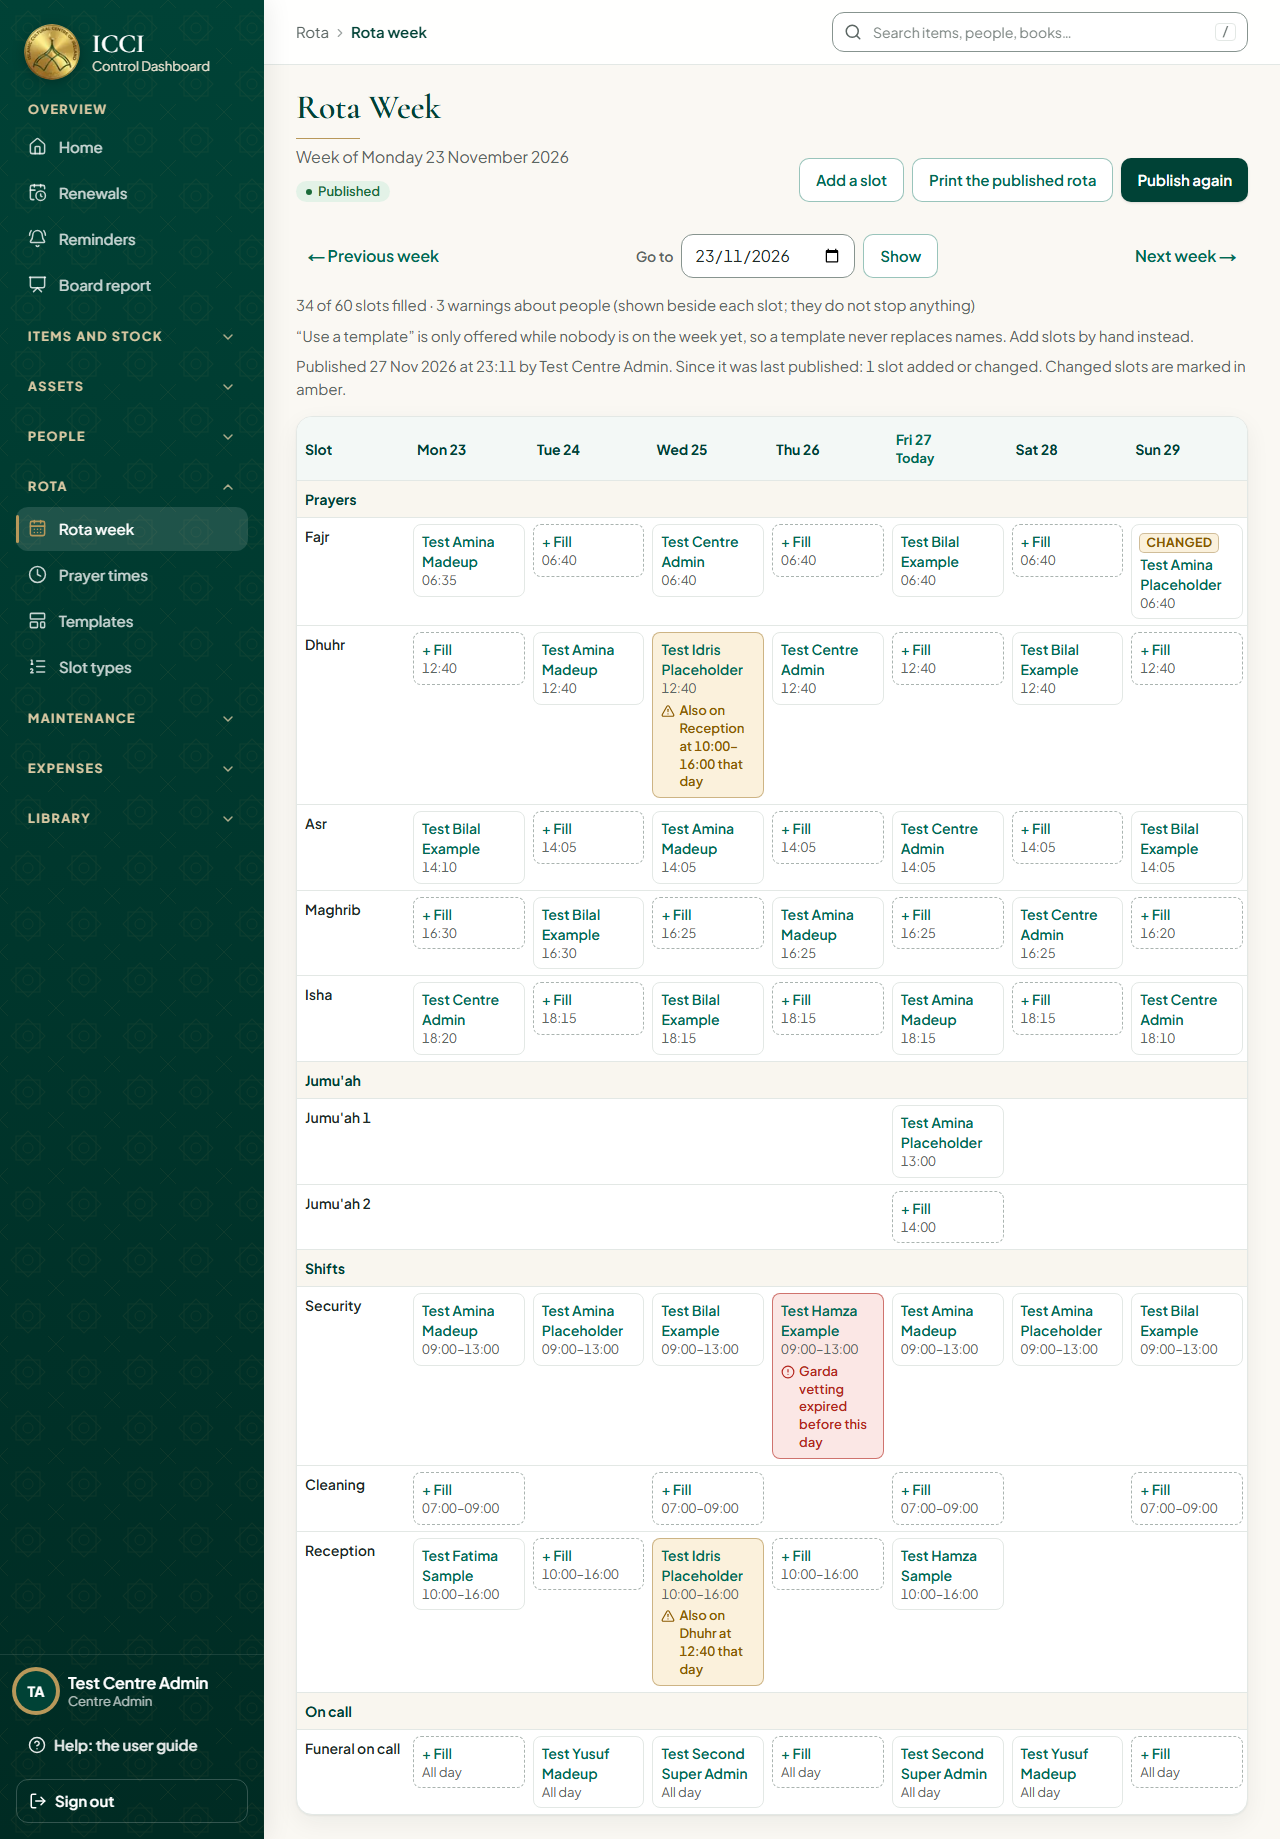 ICCI
Control Dashboard
OVERVIEW
Home
Renewals
Reminders
Board report
ITEMS AND STOCK
ASSETS
PEOPLE
ROTA
Rota week
Prayer times
Templates
Slot types
MAINTENANCE
EXPENSES
LIBRARY
TA
Test Centre Admin
Centre Admin
Help: the user guide
Sign out
Rota > Rota week
Search items, people, books... /
Rota Week
Week of Monday 23 November 2026
Published
Add a slot
Print the published rota
Publish again
← Previous week
Go to 23/11/2026 Show
Next week →
34 of 60 slots filled · 3 warnings about people (shown beside each slot; they do not stop anything)
“Use a template” is only offered while nobody is on the week yet, so a template never replaces names. Add slots by hand instead.
Published 27 Nov 2026 at 23:11 by Test Centre Admin. Since it was last published: 1 slot added or changed. Changed slots are marked in
amber.
Slot Mon 23 Tue 24 Wed 25 Thu 26 Fri 27 Today Sat 28 Sun 29
Prayers
Fajr
Test Amina Madeup 06:35
+ Fill 06:40
Test Centre Admin 06:40
+ Fill 06:40
Test Bilal Example 06:40
+ Fill 06:40
CHANGED Test Amina Placeholder 06:40
Dhuhr
+ Fill 12:40
Test Amina Madeup 12:40
Test Idris Placeholder 12:40 Also on Reception at 10:00–16:00 that day
Test Centre Admin 12:40
+ Fill 12:40
Test Bilal Example 12:40
+ Fill 12:40
Asr
Test Bilal Example 14:10
+ Fill 14:05
Test Amina Madeup 14:05
+ Fill 14:05
Test Centre Admin 14:05
+ Fill 14:05
Test Bilal Example 14:05
Maghrib
+ Fill 16:30
Test Bilal Example 16:30
+ Fill 16:25
Test Amina Madeup 16:25
+ Fill 16:25
Test Centre Admin 16:25
+ Fill 16:20
Isha
Test Centre Admin 18:20
+ Fill 18:15
Test Bilal Example 18:15
+ Fill 18:15
Test Amina Madeup 18:15
+ Fill 18:15
Test Centre Admin 18:10
Jumu'ah
Jumu'ah 1
Test Amina Placeholder 13:00
Jumu'ah 2
+ Fill 14:00
Shifts
Security
Test Amina Madeup 09:00–13:00
Test Amina Placeholder 09:00–13:00
Test Bilal Example 09:00–13:00
Test Hamza Example 09:00–13:00 Garda vetting expired before this day
Test Amina Madeup 09:00–13:00
Test Amina Placeholder 09:00–13:00
Test Bilal Example 09:00–13:00
Cleaning
+ Fill 07:00–09:00
+ Fill 07:00–09:00
+ Fill 07:00–09:00
+ Fill 07:00–09:00
Reception
Test Fatima Sample 10:00–16:00
+ Fill 10:00–16:00
Test Idris Placeholder 10:00–16:00 Also on Dhuhr at 12:40 that day
+ Fill 10:00–16:00
Test Hamza Sample 10:00–16:00
On call
Funeral on call
+ Fill All day
Test Yusuf Madeup All day
Test Second Super Admin All day
+ Fill All day
Test Second Super Admin All day
Test Yusuf Madeup All day
+ Fill All day